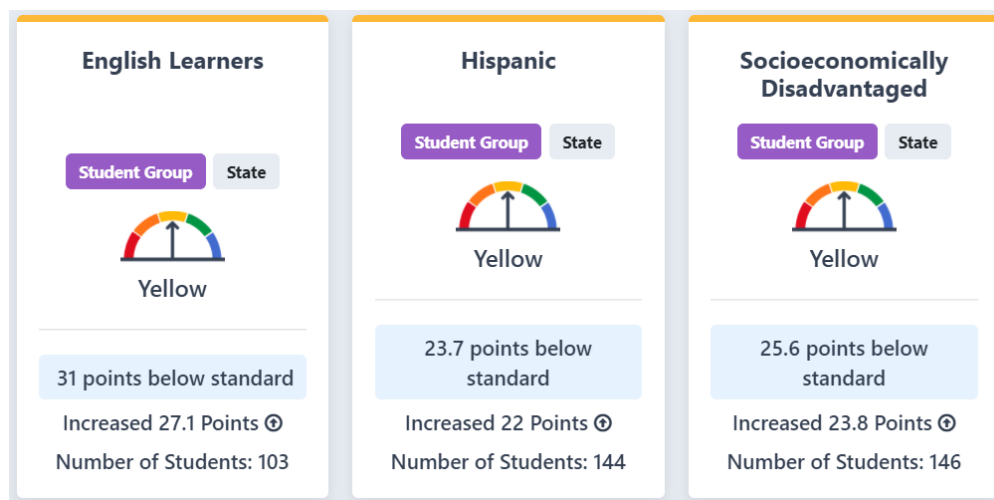 English Learners
Student Group
State
Yellow
31 points below standard
Increased 27.1 Points
Number of Students: 103
Hispanic
Student Group
State
Yellow
23.7 points below
standard
Increased 22 Points
Number of Students: 144
Socioeconomically
Disadvantaged
Student Group
State
Yellow
25.6 points below
standard
Increased 23.8 Points
Number of Students: 146